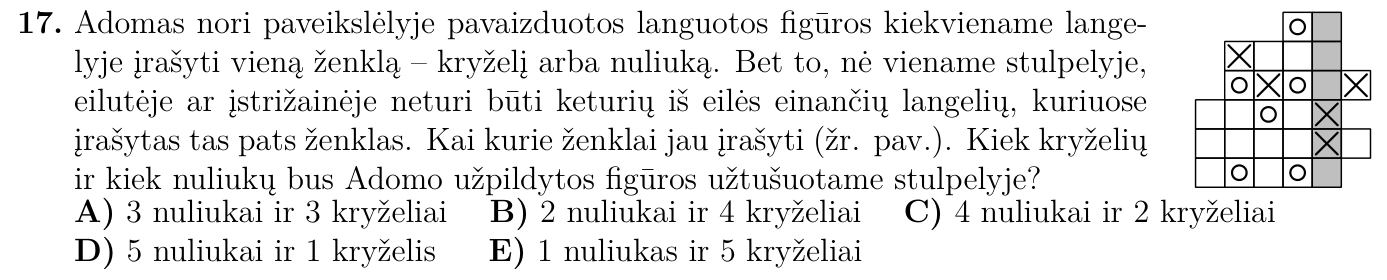 17. Adomas nori paveikslėlyje pavaizduotos languotos figūros kiekviename lange-
lyje įrašyti vieną ženklą – kryželį arba nuliuką. Bet to, nė viename stulpelyje,
eilutėje ar įstrižainėje neturi būti keturių iš eilės einančių langelių, kuriuose
įrašytas tas pats ženklas. Kai kurie ženklai jau įrašyti (žr. pav.). Kiek kryželių
ir kiek nuliukų bus Adomo užpildytos figūros užtušuotame stulpelyje?
A) 3 nuliukai ir 3 kryželiai B) 2 nuliukai ir 4 kryželiai C) 4 nuliukai ir 2 kryželiai
D) 5 nuliukai ir 1 kryželis E) 1 nuliukas ir 5 kryželiai